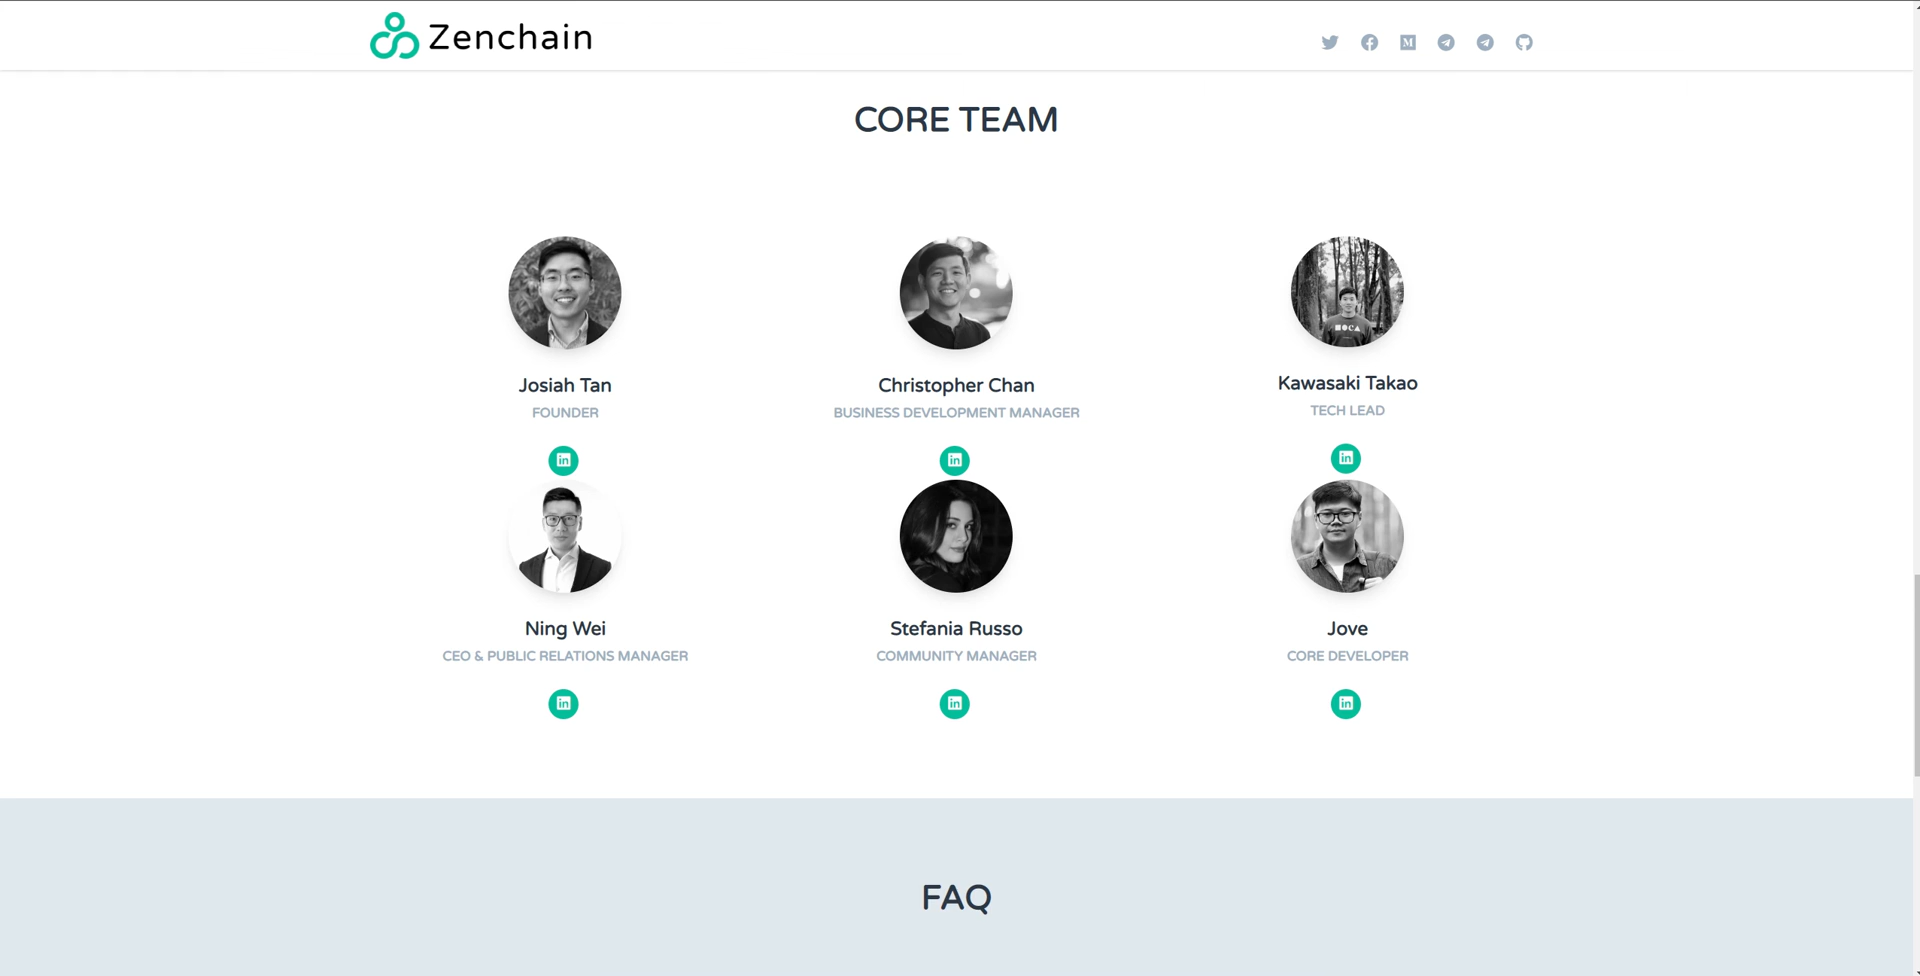 Zenchain
CORE TEAM
Josiah Tan
FOUNDER
Christopher Chan
BUSINESS DEVELOPMENT MANAGER
Kawasaki Takao
TECH LEAD
Ning Wei
CEO & PUBLIC RELATIONS MANAGER
Stefania Russo
COMMUNITY MANAGER
Jove
CORE DEVELOPER
FAQ